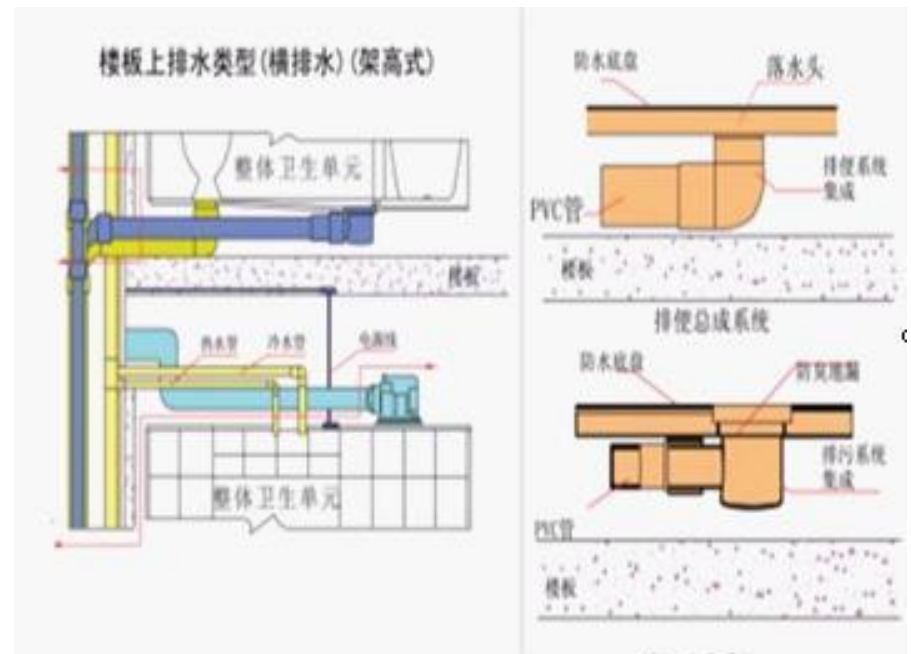 楼板上排水类型(横排水)(架高式)
整体卫生单元
楼板
热水管
冷水管
电源线
整体卫生单元
防水底盘
落水头
排便系统
集成
PVC管
楼板
排便总成系统
防水底盘
防臭地漏
排污系统
集成
PVC管
楼板